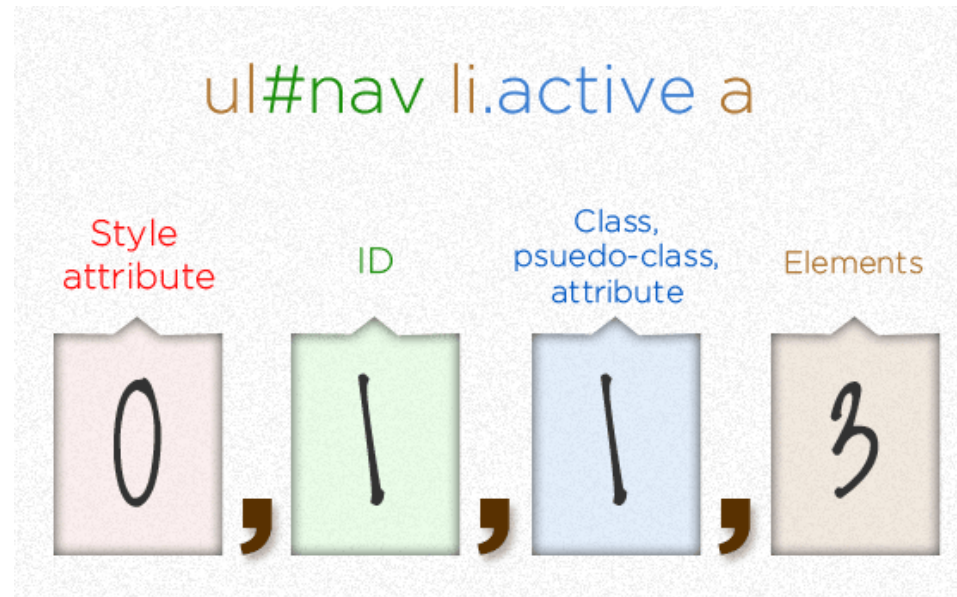 ul#nav li.active a
Style
attribute
ID
Class,
psuedo-class,
attribute
Elements
0 , 1 , 1 , 3